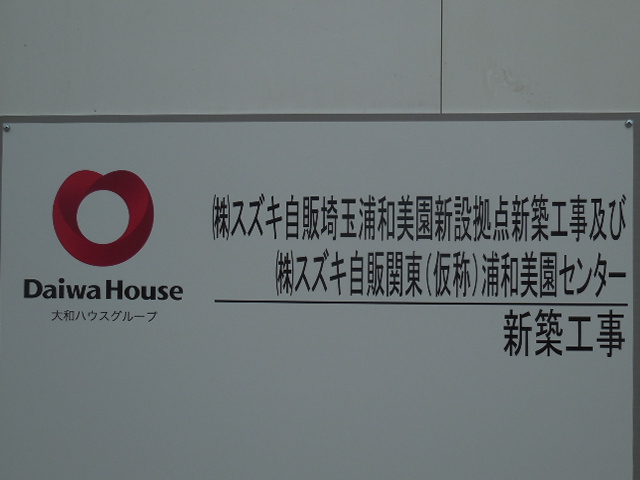 Daiwa House
大和ハウスグループ
㈱スズキ自販埼玉浦和美園新設拠点新築工事及び
㈱スズキ自販関東(仮称)浦和美園センター
新築工事